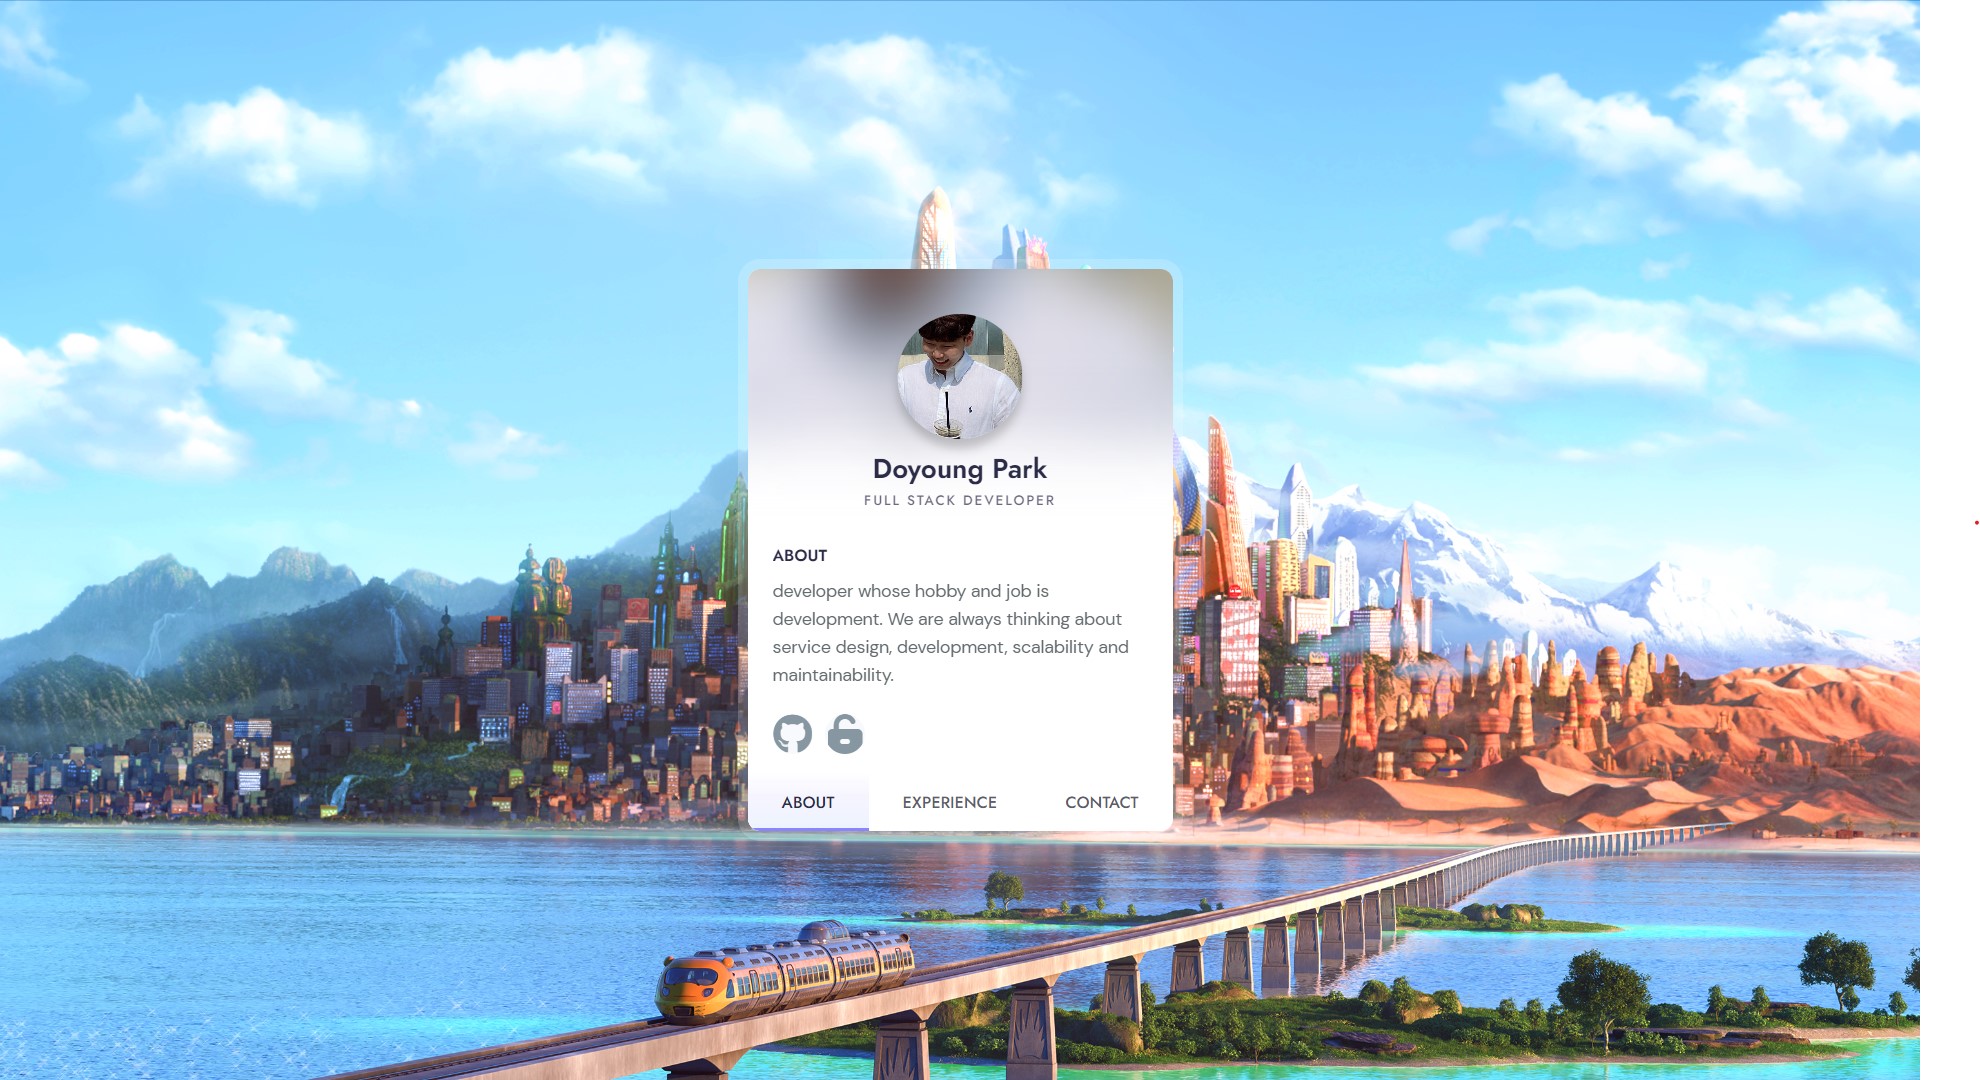 Doyoung Park
FULL STACK DEVELOPER
ABOUT
developer whose hobby and job is
development. We are always thinking about
service design, development, scalability and
maintainability.
ABOUT
EXPERIENCE
CONTACT